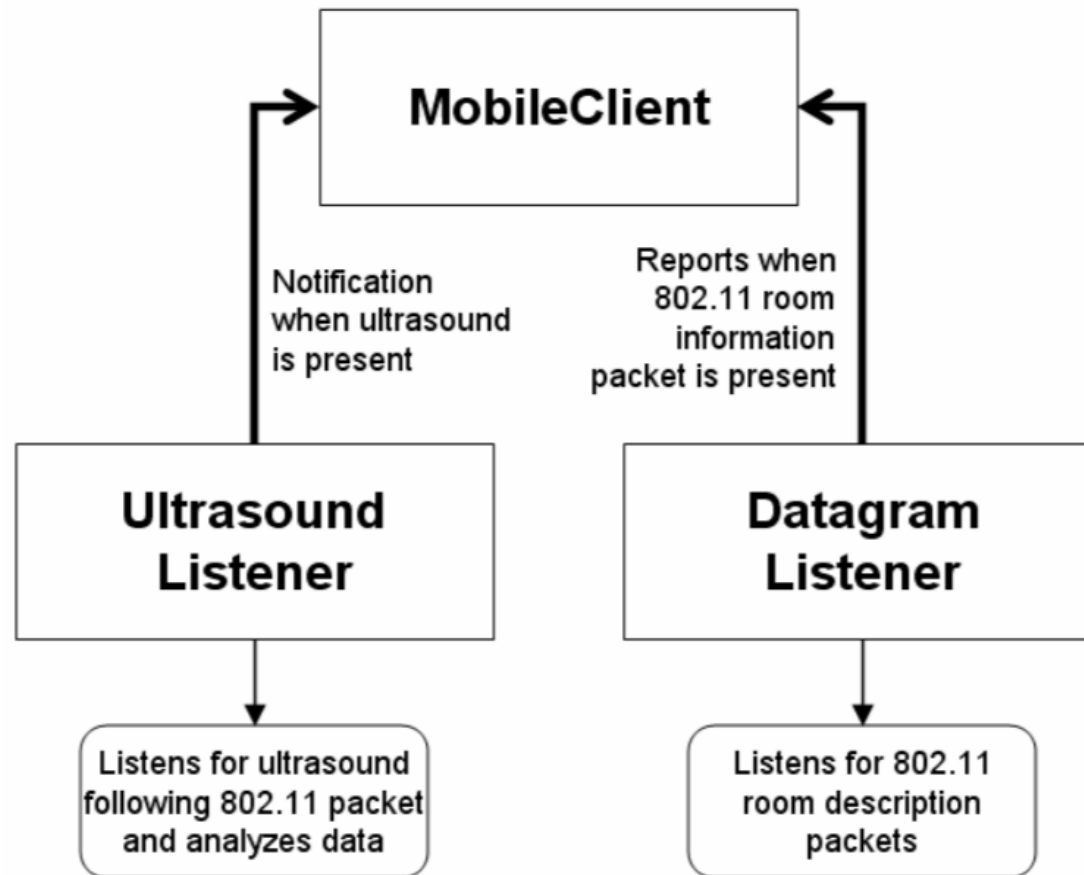 MobileClient
Notification
when ultrasound
is present
Reports when
802.11 room
information
packet is present
Ultrasound
Listener
Datagram
Listener
Listens for ultrasound
following 802.11 packet
and analyzes data
Listens for 802.11
room description
packets